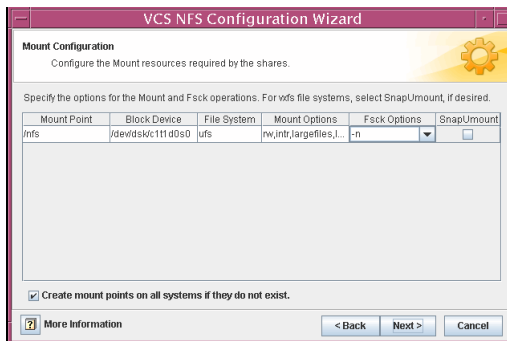 VCS NFS Configuration Wizard
Mount Configuration
Configure the Mount resources required by the shares.
Specify the options for the Mount and Fsck operations. For vxfs file systems, select SnapUmount, if desired.
Mount Point Block Device File System Mount Options Fsck Options SnapUmount
/nfs /dev/dsk/c1t1d0s0 ufs rw,intr,largefiles,l... -n
Create mount points on all systems if they do not exist.
More Information < Back Next > Cancel